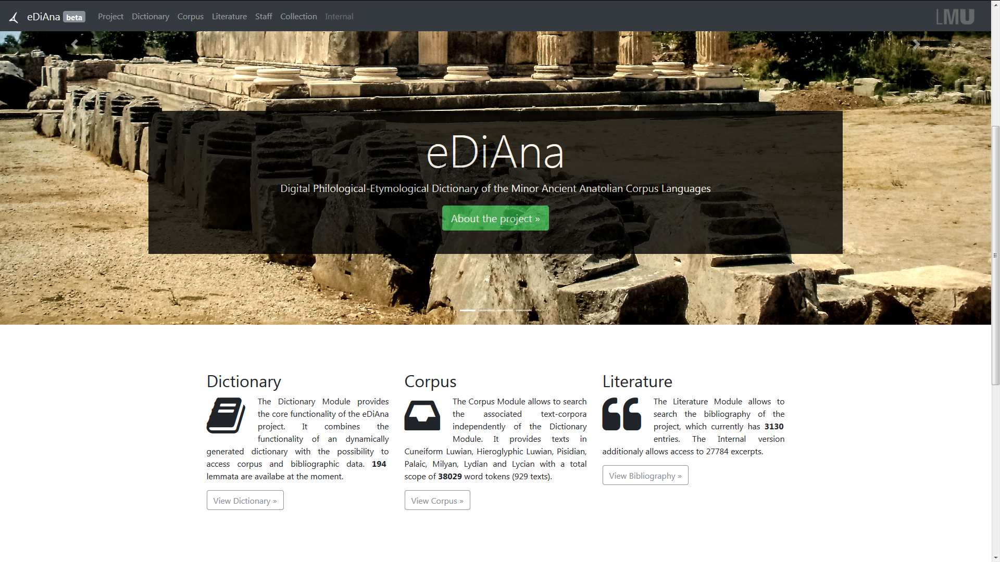 eDiAna beta Project Dictionary Corpus Literature Staff Collection Internal LMU
eDiAna
Digital Philological-Etymological Dictionary of the Minor Ancient Anatolian Corpus Languages
About the project »
Dictionary
The Dictionary Module provides
the core functionality of the eDiAna
project. It combines the
functionality of an dynamically
generated dictionary with the possibility to
access corpus and bibliographic data. 194
lemmata are availabe at the moment.
View Dictionary »
Corpus
The Corpus Module allows to search
the associated text-corpora
independently of the Dictionary
Module. It provides texts in
Cuneiform Luwian, Hieroglyphic Luwian, Pisidian,
Palaic, Milyan, Lydian and Lycian with a total
scope of 38029 word tokens (929 texts).
View Corpus »
Literature
The Literature Module allows to
search the bibliography of the
project, which currently has 3130
entries. The Internal version
additionaly allows access to 27784 excerpts.
View Bibliography »